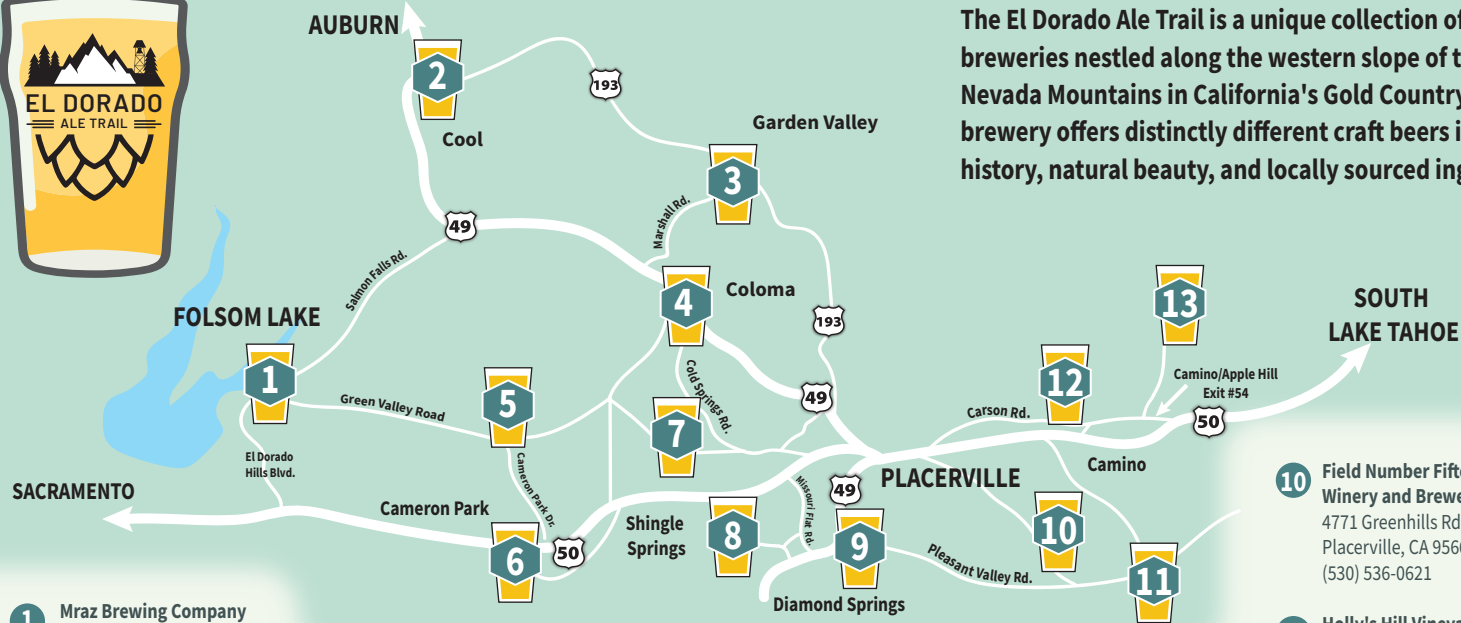 The El Dorado Ale Trail is a unique collection of
breweries nestled along the western slope of t
Nevada Mountains in California's Gold Country
brewery offers distinctly different craft beers i
history, natural beauty, and locally sourced ing
EL DORADO
ALE TRAIL
AUBURN
2
Cool
193
Garden Valley
3
Marshall Rd.
49
Salmon Falls Rd.
4
Coloma
193
FOLSOM LAKE
1
13
SOUTH
LAKE TAHOE
12
Camino/Apple Hill
Exit #54
50
Carson Rd.
Green Valley Road
5
Cold Springs Rd.
7
49
El Dorado
Hills Blvd.
Cameron Park Dr.
SACRAMENTO
Cameron Park
6
50
Shingle
Springs
8
Missouri Flat Rd.
49
PLACERVILLE
Camino
9
10
11
Pleasant Valley Rd.
Diamond Springs
1
Mraz Brewing Company
10
Field Number Fifte
Winery and Brewe
4771 Greenhills Rd
Placerville, CA 9566
(530) 536-0621
Holly's Hill Vineya